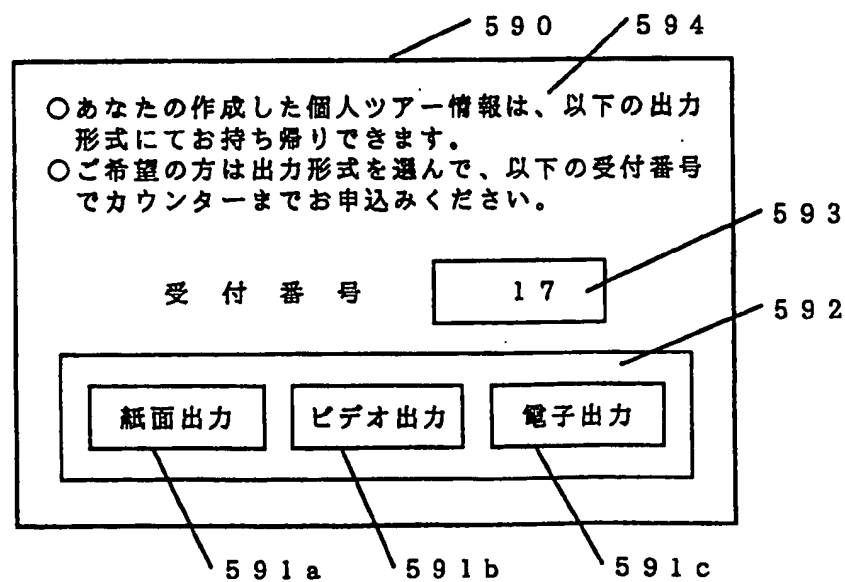 590 594
○あなたの作成した個人ツアー情報は、以下の出力
形式にてお持ち帰りできます。
○ご希望の方は出力形式を選んで、以下の受付番号
でカウンターまでお申込みください。
593
受付番号 17
592
紙面出力 ビデオ出力 電子出力
591a 591b 591c